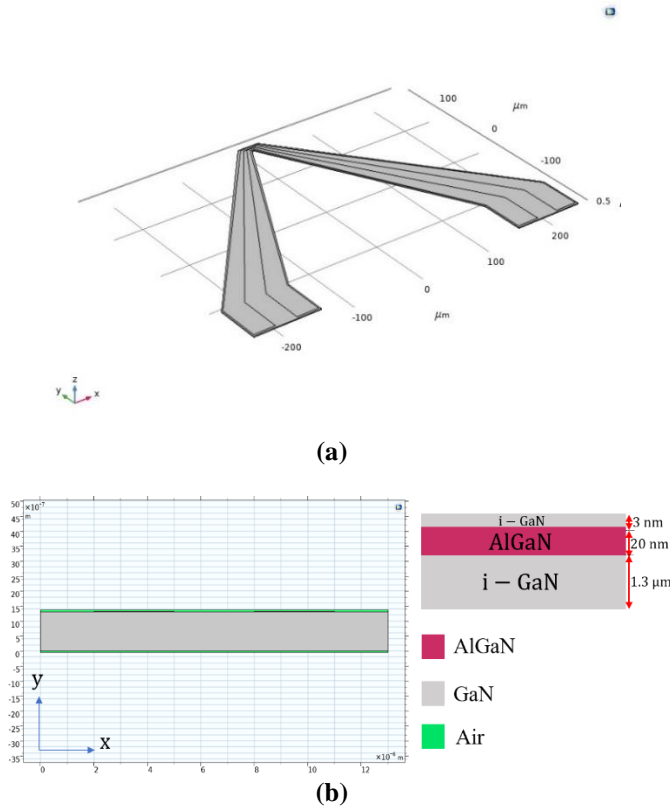 100
μm
0
-100
0.5
200
100
0
μm
-100
-200
z
y
x
(a)
50
×10⁻⁷
m
45
40
35
30
25
20
15
10
5
0
-5
-10
-15
-20
-25
-30
-35
y
x
×10⁻⁶ m
0
2
4
6
8
10
12
i – GaN
3 nm
AlGaN
20 nm
i – GaN
1.3 μm
AlGaN
GaN
Air
(b)